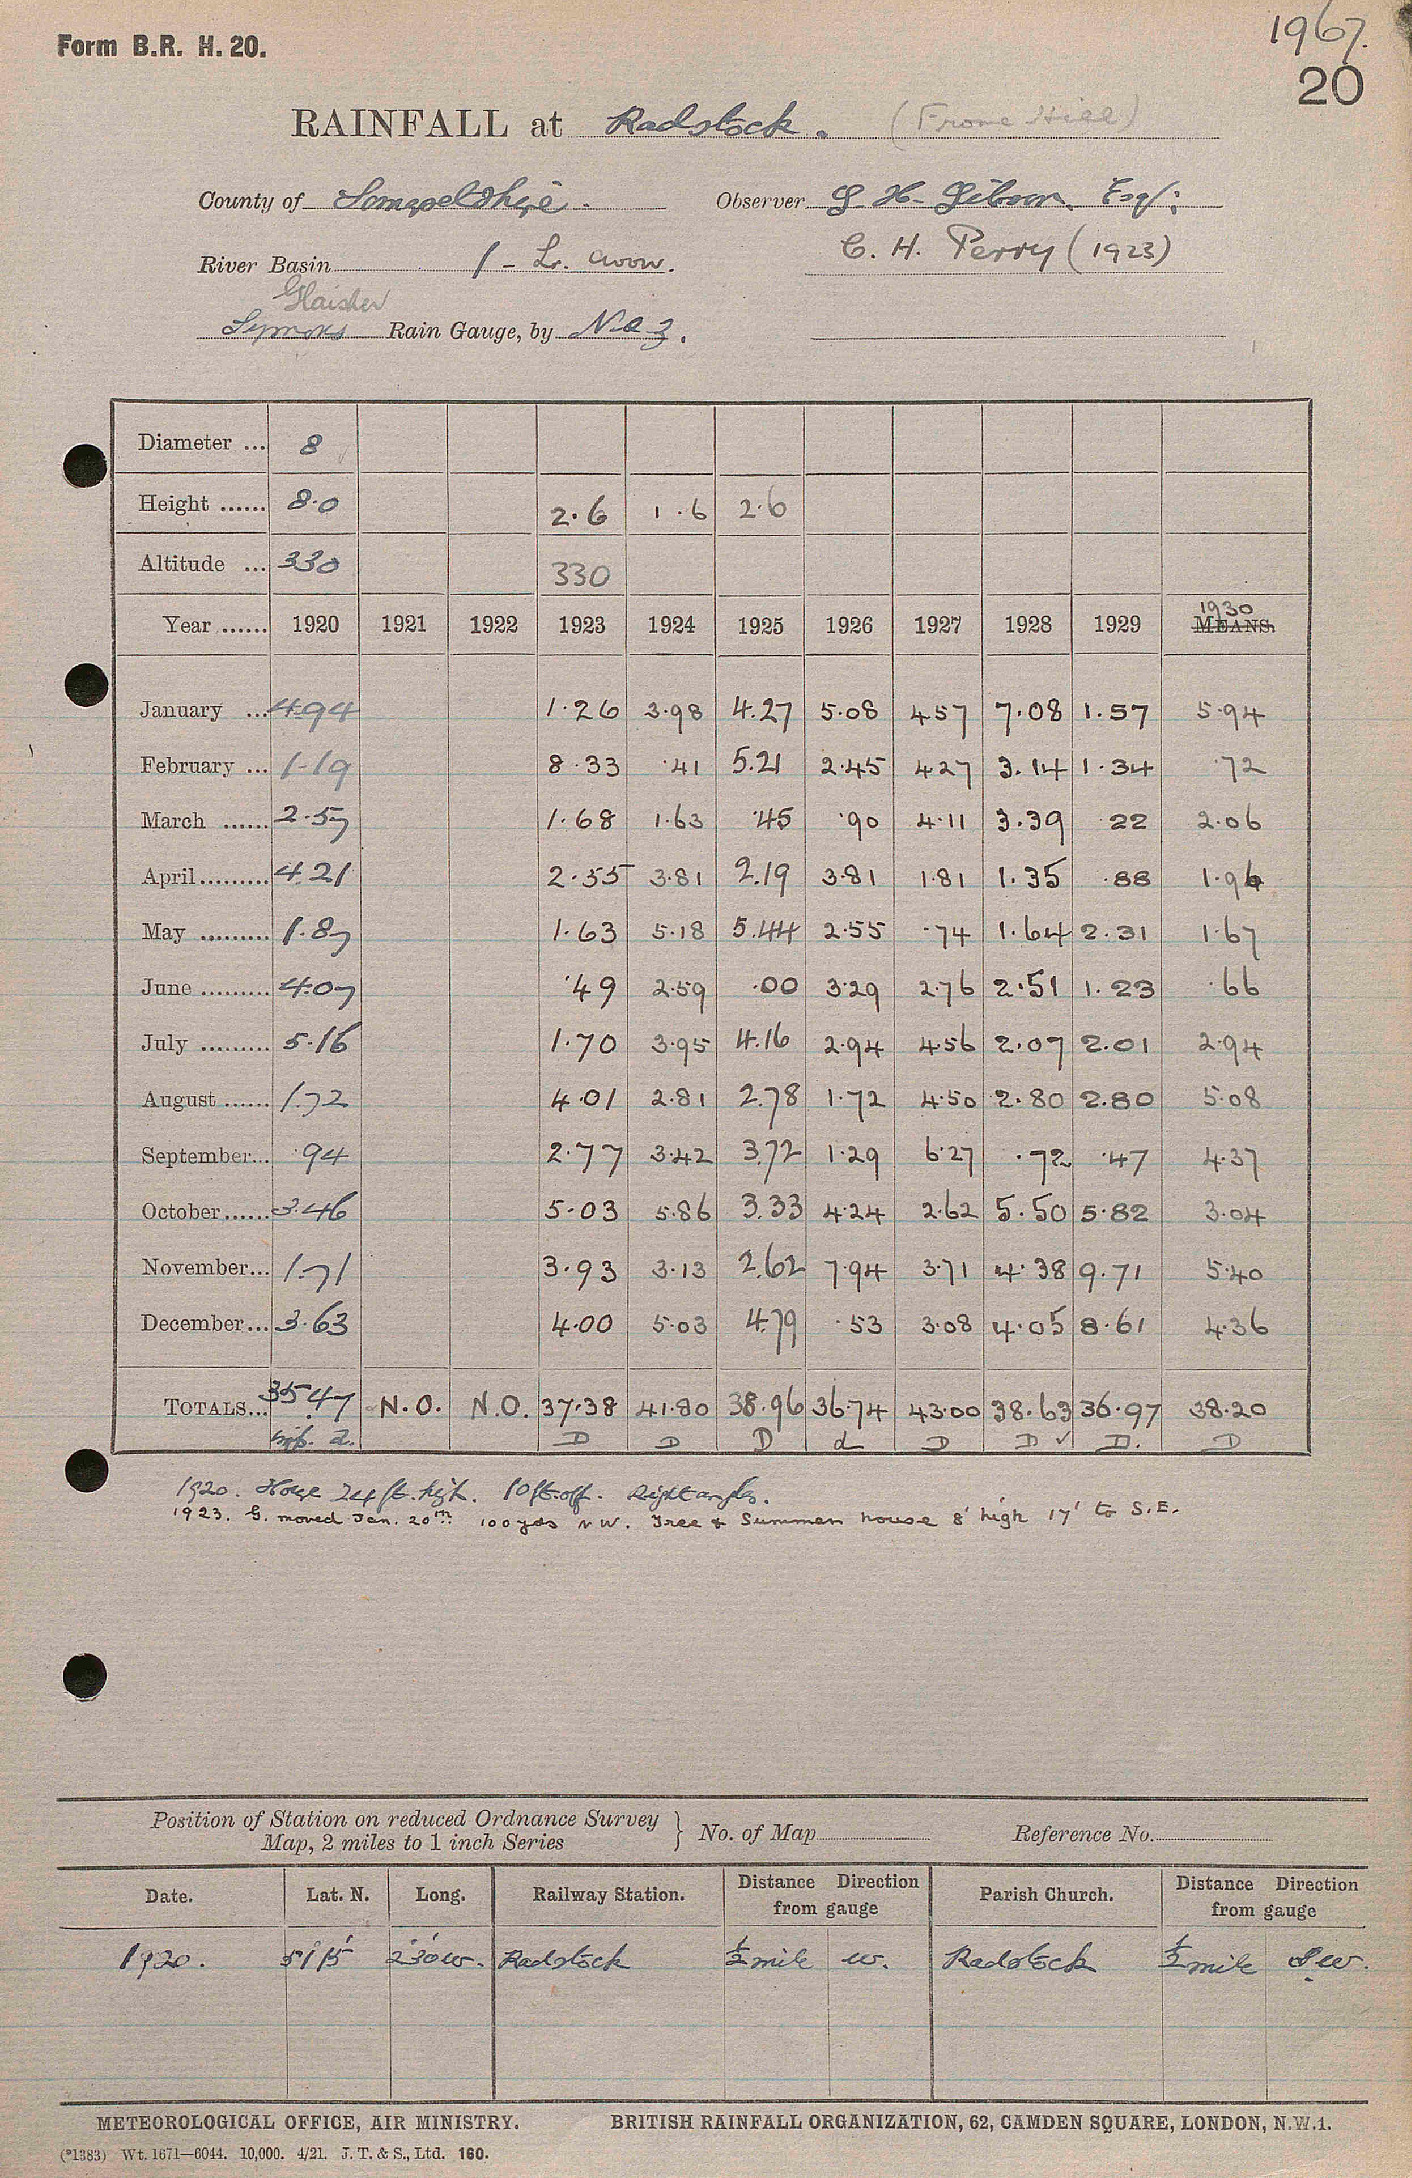 Form B.R. H. 20.
1967.
20
RAINFALL at Radstock. (Frome Hill)
County of Somersetshire. Observer G. H. Gibson, Esq;
River Basin 1 - Lr. Avon. C. H. Perry (1923)
Glaisher
Symons Rain Gauge, by Neg.
Diameter ... 8
Height ...... 8.0 2.6 1.6 2.6
Altitude ... 330 330
Year ...... 1920 1921 1922 1923 1924 1925 1926 1927 1928 1929 1930 MEANS.
January ... 4.94 1.26 3.98 4.27 5.08 4.57 7.08 1.57 5.94
February ... 1.19 8.33 .41 5.21 2.45 4.27 3.14 1.34 .72
March ...... 2.57 1.68 1.63 .45 .90 4.11 3.39 .22 2.06
April ......... 4.21 2.55 3.81 2.19 3.81 1.81 1.35 .88 1.96
May ......... 1.87 1.63 5.18 5.44 2.55 .74 1.64 2.31 1.67
June ......... 4.07 .49 2.59 .00 3.29 2.76 2.51 1.23 .66
July ......... 5.16 1.70 3.95 4.16 2.94 4.56 2.07 2.01 2.94
August ...... 1.72 4.01 2.81 2.78 1.72 4.50 2.80 2.80 5.08
September... .94 2.77 3.42 3.72 1.29 6.27 .72 .47 4.37
October ...... 3.46 5.03 5.86 3.33 4.24 2.62 5.50 5.82 3.04
November... 1.71 3.93 3.13 2.62 7.94 3.71 4.38 9.71 5.40
December... 3.63 4.00 5.03 4.79 .53 3.08 4.05 8.61 4.36
TOTALS... 35.47 N.O. N.O. 37.38 41.80 38.96 36.74 43.00 38.63 36.97 38.20
D D D d D D ✓ D. D
1920. House 24 ft. high. 10 ft. off. Right angles.
1923. G. moved Jan. 20th 100 yds NW. Tree & Summer house 8' high 17' to S.E.
Position of Station on reduced Ordnance Survey
Map, 2 miles to 1 inch Series } No. of Map Reference No.
Date. Lat. N. Long. Railway Station. Distance Direction from gauge Parish Church. Distance Direction from gauge
1920. 51° 15' 2° 30' W. Radstock ½ mile W. Radstock ½ mile SW.
METEOROLOGICAL OFFICE, AIR MINISTRY. BRITISH RAINFALL ORGANIZATION, 62, CAMDEN SQUARE, LONDON, N.W.1.
(*1383) Wt. 1671—6044. 10,000. 4/21. J. T. & S., Ltd. 160.